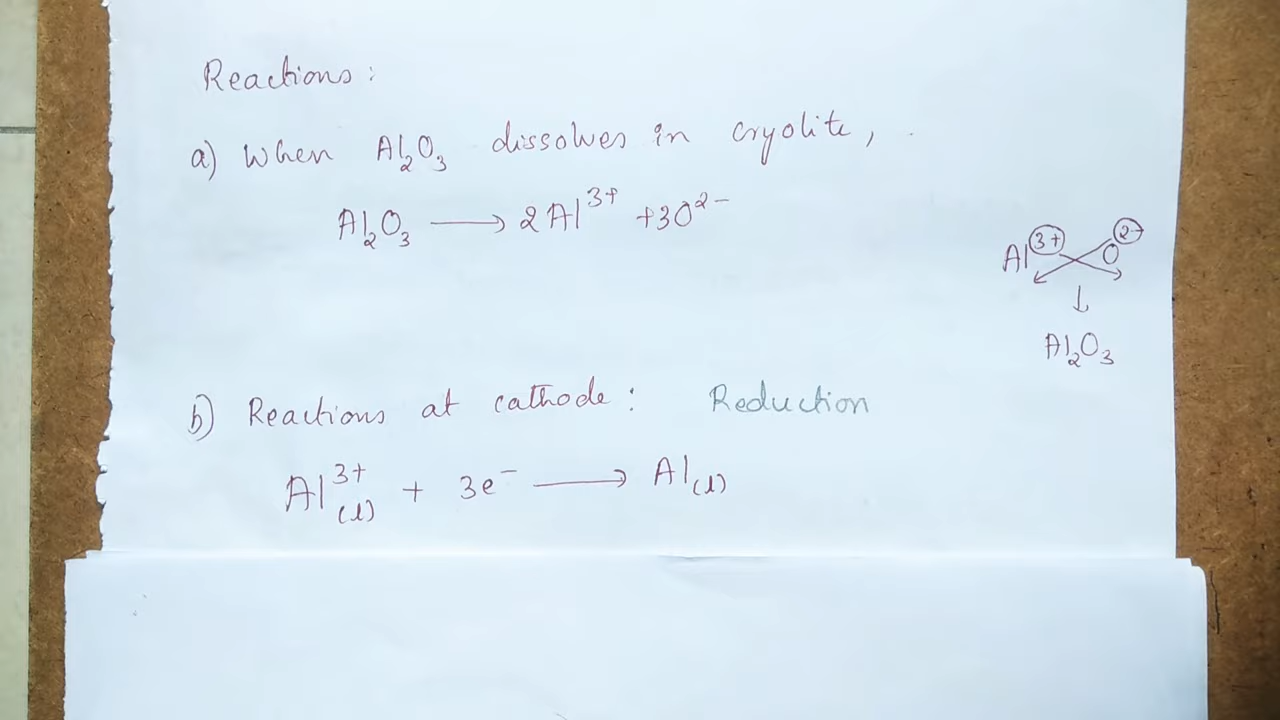 Reactions:
a) When Al₂O₃ dissolves in cryolite,
Al₂O₃ ⟶ 2Al³⁺ +3O²⁻
Al³⁺ O²⁻
↓
Al₂O₃
b) Reactions at cathode: Reduction
Al³⁺(l) + 3e⁻ ⟶ Al(l)